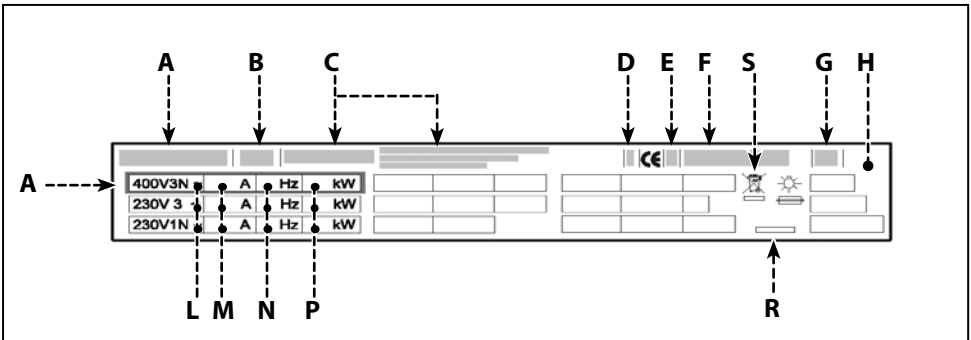 A B C D E F S G H
CE
A 400V3N ~ A Hz kW
230V 3 ~ A Hz kW
230V1N ~ A Hz kW
L M N P R